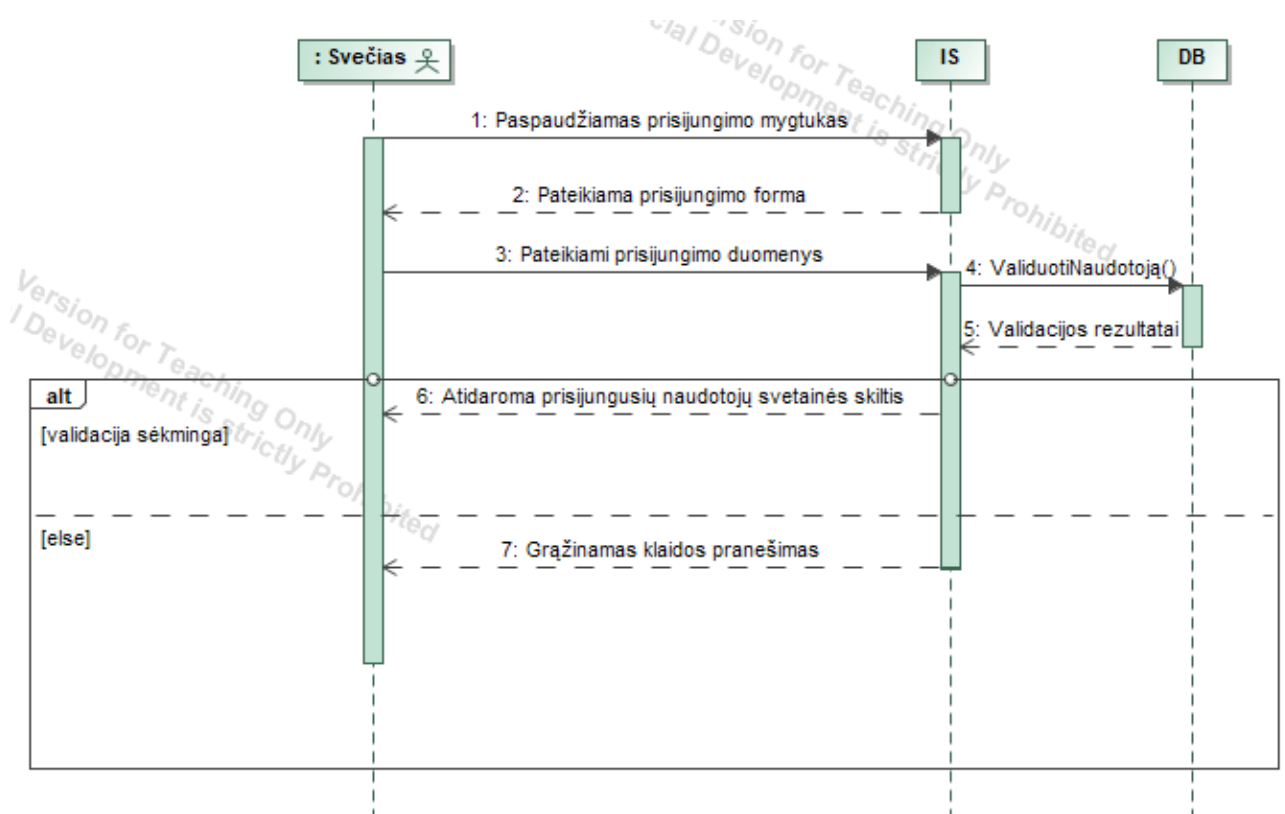 : Svečias
IS
DB
rsion for Teaching Only
cial Development is strictly Prohibited
1: Paspaudžiamas prisijungimo mygtukas
2: Pateikiama prisijungimo forma
3: Pateikiami prisijungimo duomenys
4: ValiduotiNaudotoją()
5: Validacijos rezultatai
Version for Teaching Only
l Development is strictly Prohibited
alt
6: Atidaroma prisijungusių naudotojų svetainės skiltis
[validacija sėkminga]
[else]
7: Grąžinamas klaidos pranešimas